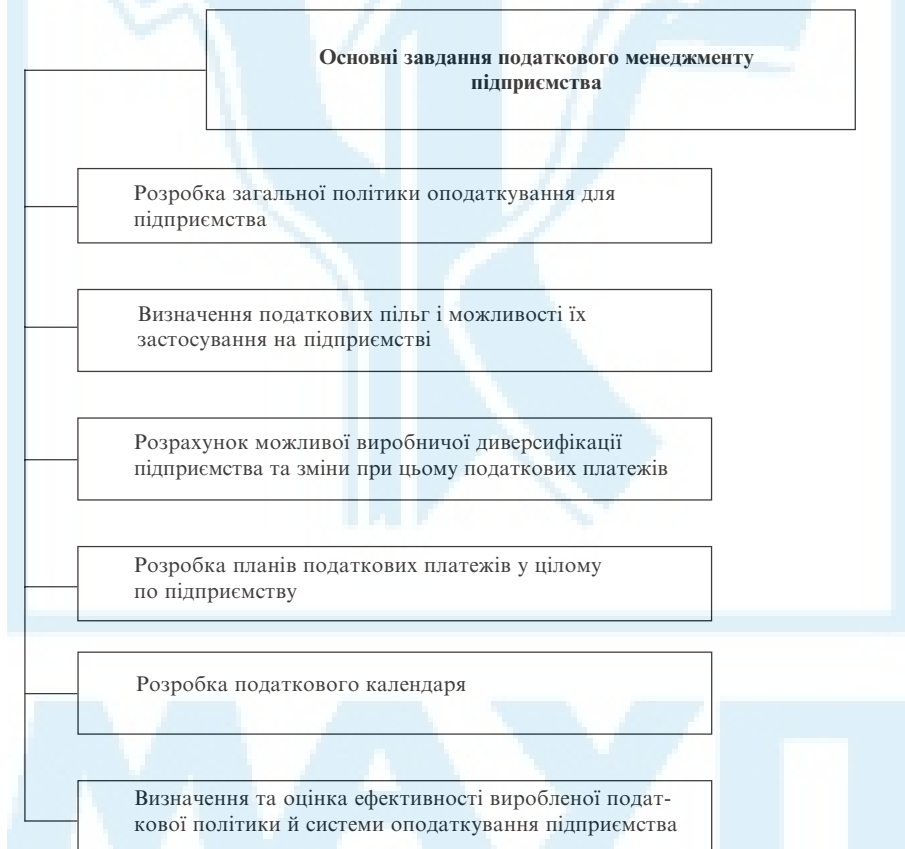 Основні завдання податкового менеджменту
підприємства
Розробка загальної політики оподаткування для
підприємства
Визначення податкових пільг і можливості їх
застосування на підприємстві
Розрахунок можливої виробничої диверсифікації
підприємства та зміни при цьому податкових платежів
Розробка планів податкових платежів у цілому
по підприємству
Розробка податкового календаря
Визначення та оцінка ефективності виробленої подат-
кової політики й системи оподаткування підприємства
МАУП